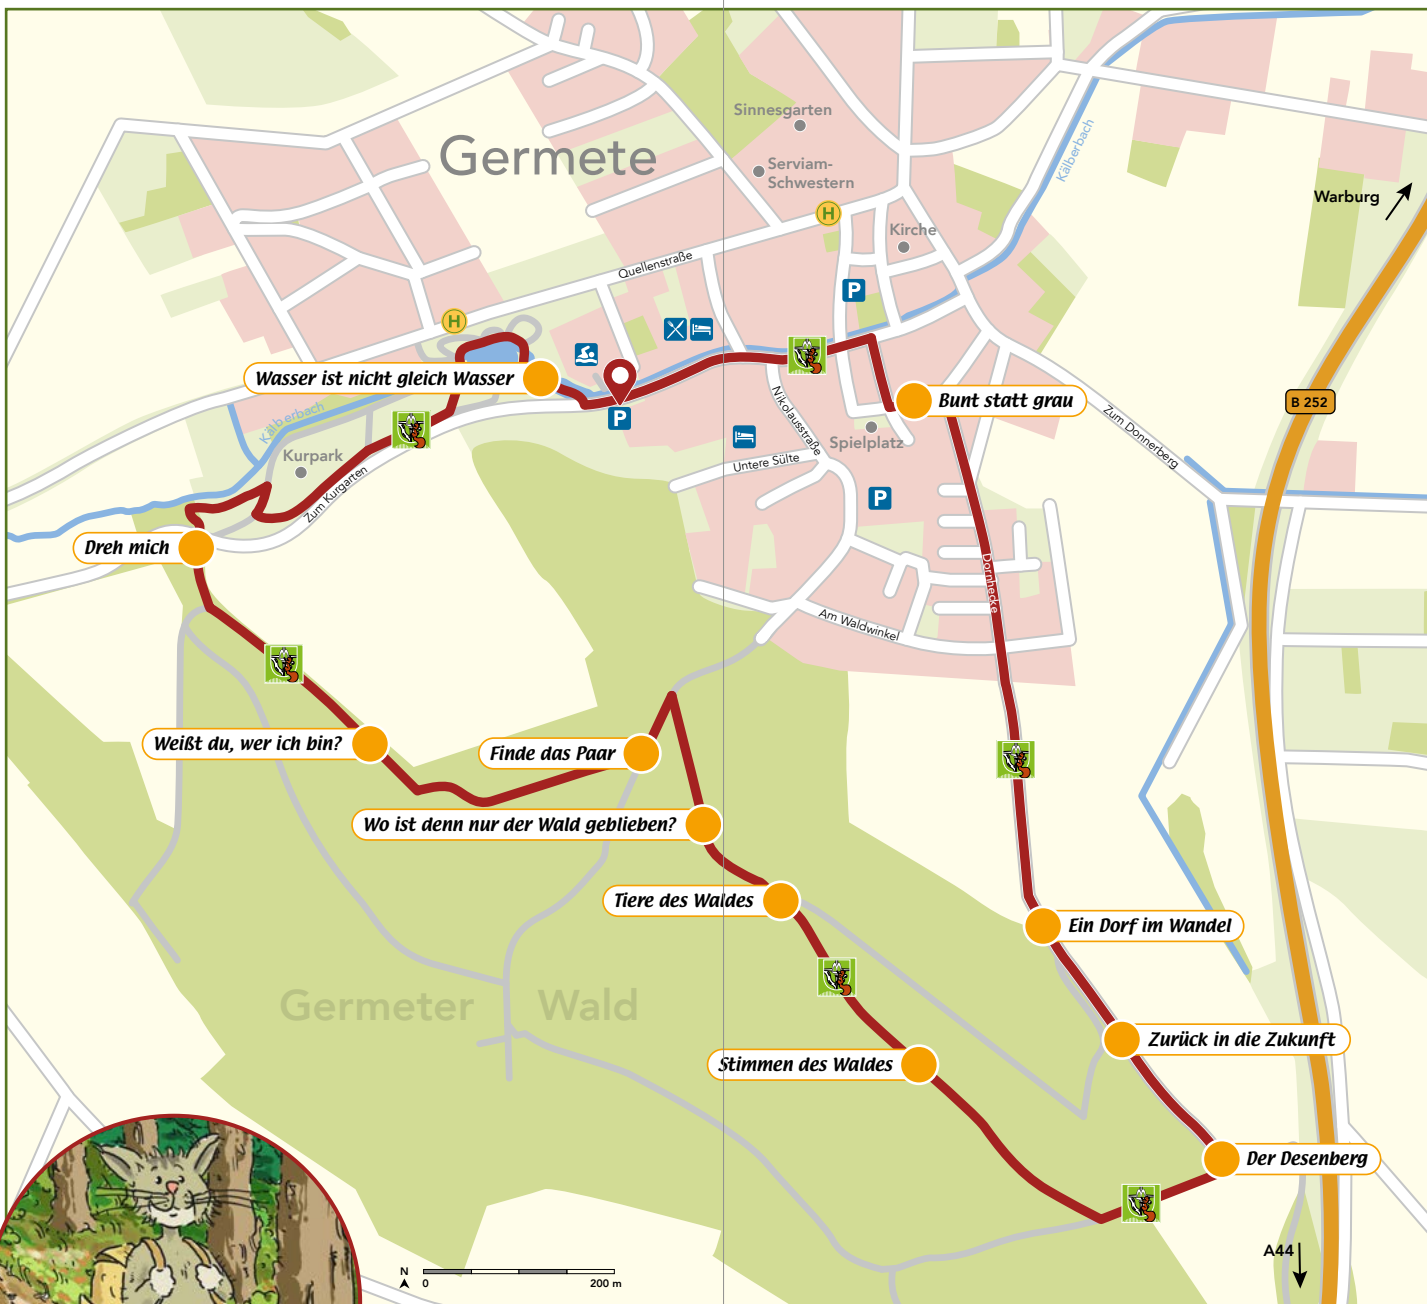 Sinnesgarten
Germete
Serviam-
Schwestern
Kälberbach
Warburg
H
Kirche
Quellenstraße
P
H
Wasser ist nicht gleich Wasser
B 252
Bunt statt grau
Kälberbach
P
Nikolausstraße
Zum Donnerberg
Spielplatz
Kurpark
Untere Sülte
Zum Kurgarten
P
Dreh mich
Dornhecke
Am Waldwinkel
Weißt du, wer ich bin?
Finde das Paar
Wo ist denn nur der Wald geblieben?
Tiere des Waldes
Ein Dorf im Wandel
Germeter Wald
Zurück in die Zukunft
Stimmen des Waldes
Der Desenberg
A44
N
0 200 m